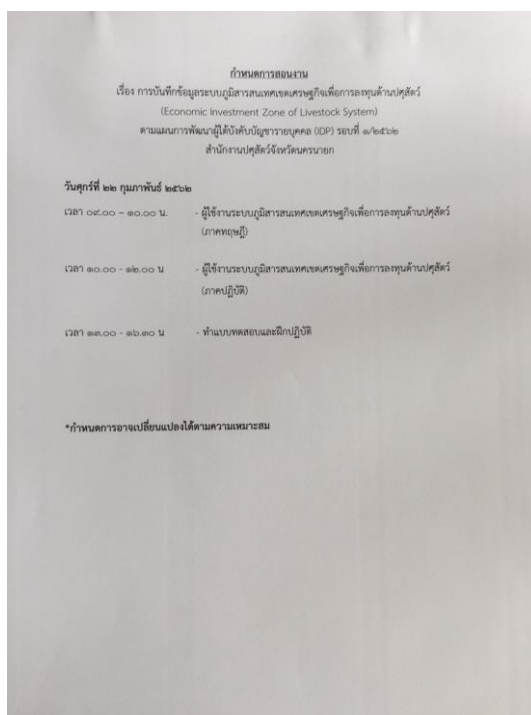 กำหนดการสอนงาน
เรื่อง การบันทึกข้อมูลระบบภูมิสารสนเทศเขตเศรษฐกิจเพื่อการลงทุนด้านปศุสัตว์
(Economic Investment Zone of Livestock System)
ตามแผนการพัฒนาผู้ใต้บังคับบัญชารายบุคคล (IDP) รอบที่ ๑/๒๕๖๒
สำนักงานปศุสัตว์จังหวัดนครนายก
วันศุกร์ที่ ๒๒ กุมภาพันธ์ ๒๕๖๒
เวลา ๐๙.๐๐ – ๑๐.๐๐ น. - ผู้ใช้งานระบบภูมิสารสนเทศเขตเศรษฐกิจเพื่อการลงทุนด้านปศุสัตว์
(ภาคทฤษฎี)
เวลา ๑๐.๐๐ - ๑๒.๐๐ น - ผู้ใช้งานระบบภูมิสารสนเทศเขตเศรษฐกิจเพื่อการลงทุนด้านปศุสัตว์
(ภาคปฏิบัติ)
เวลา ๑๓.๐๐ - ๑๖.๓๐ น - ทำแบบทดสอบและฝึกปฏิบัติ
*กำหนดการอาจเปลี่ยนแปลงได้ตามความเหมาะสม